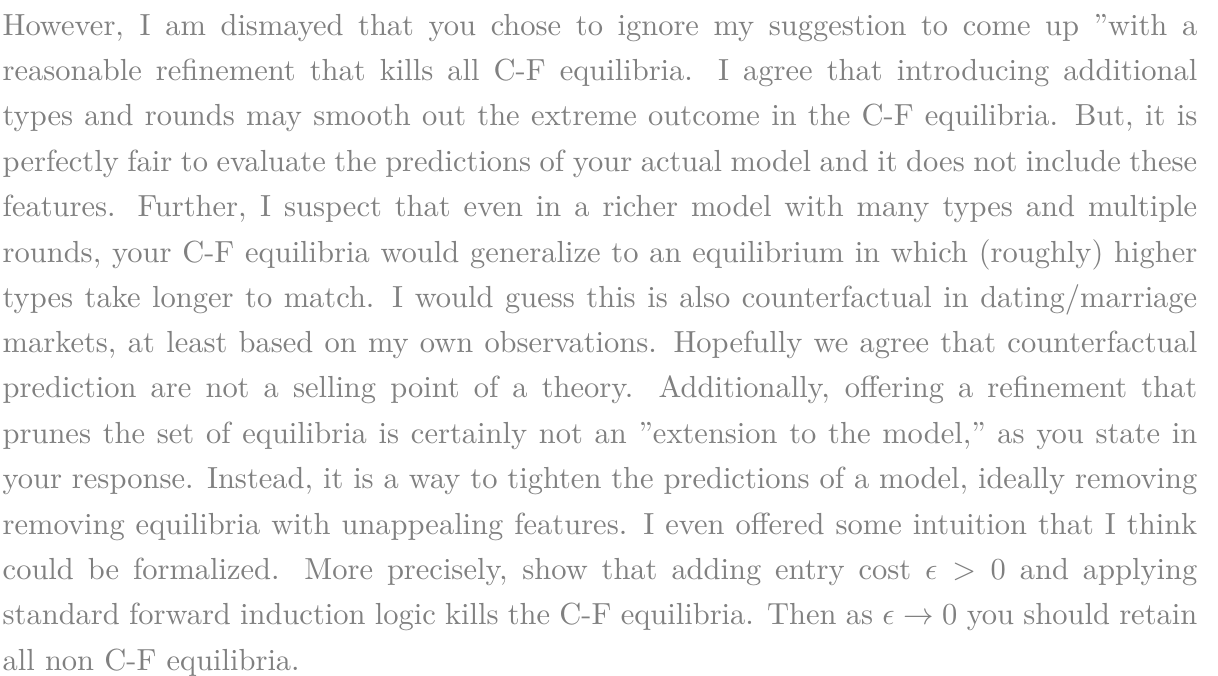 However, I am dismayed that you chose to ignore my suggestion to come up ”with a
reasonable refinement that kills all C-F equilibria. I agree that introducing additional
types and rounds may smooth out the extreme outcome in the C-F equilibria. But, it is
perfectly fair to evaluate the predictions of your actual model and it does not include these
features. Further, I suspect that even in a richer model with many types and multiple
rounds, your C-F equilibria would generalize to an equilibrium in which (roughly) higher
types take longer to match. I would guess this is also counterfactual in dating/marriage
markets, at least based on my own observations. Hopefully we agree that counterfactual
prediction are not a selling point of a theory. Additionally, offering a refinement that
prunes the set of equilibria is certainly not an ”extension to the model,” as you state in
your response. Instead, it is a way to tighten the predictions of a model, ideally removing
removing equilibria with unappealing features. I even offered some intuition that I think
could be formalized. More precisely, show that adding entry cost ϵ > 0 and applying
standard forward induction logic kills the C-F equilibria. Then as ϵ → 0 you should retain
all non C-F equilibria.